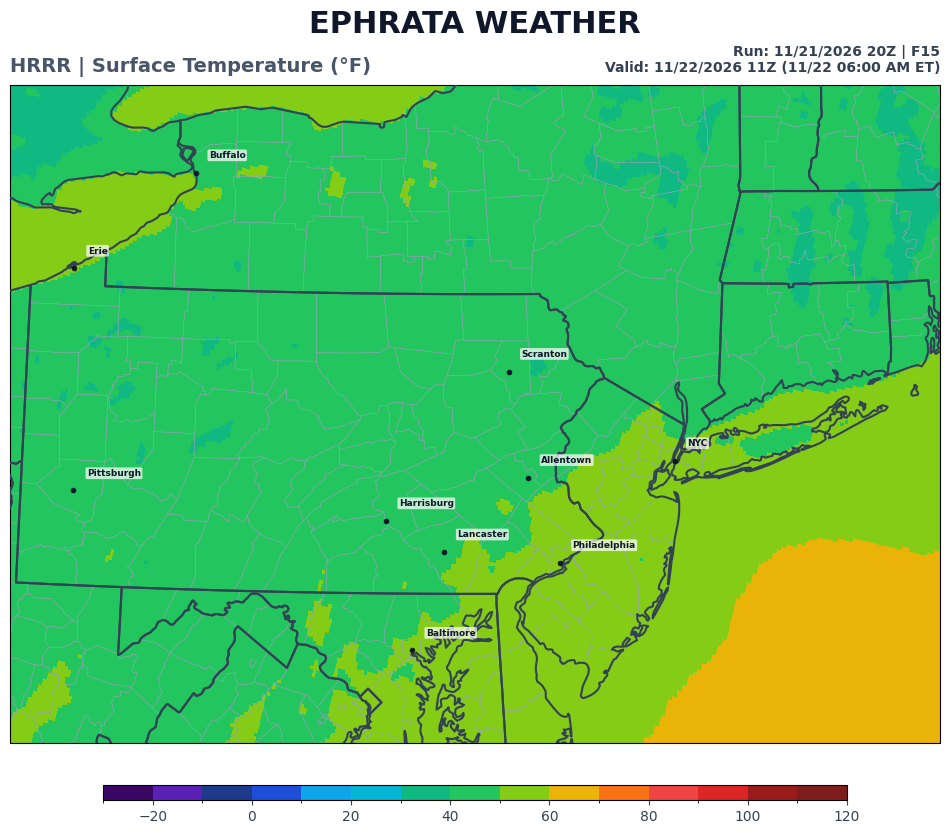 EPHRATA WEATHER
HRRR | Surface Temperature (°F)
Run: 11/21/2026 20Z | F15
Valid: 11/22/2026 11Z (11/22 06:00 AM ET)
Buffalo
Erie
Scranton
NYC
Allentown
Pittsburgh
Harrisburg
Lancaster
Philadelphia
Baltimore
−20 0 20 40 60 80 100 120